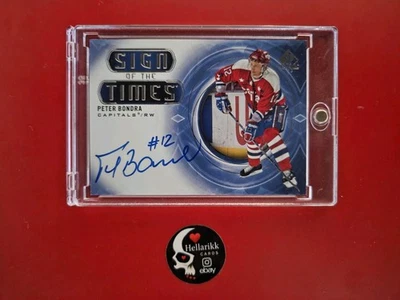 SIGN
OF THE
TIMES
PETER BONDRA
CAPITALS®/RW
#12
Hellarikk
CARDS
ebay